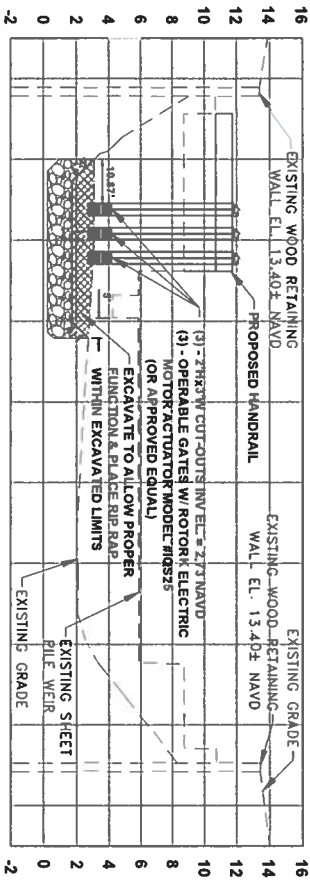 16
14
12
10
8
6
4
2
0
-2
EXISTING WOOD RETAINING
WALL EL. 13.40± NAVD
PROPOSED HANDRAIL
(3) - 2'Hx3'W CUT-OUTS INV EL. = 2.73 NAVD
(3) - OPERABLE GATES W/ ROTORK ELECTRIC
MOTOR ACTUATOR MODEL #IQS25
(OR APPROVED EQUAL)
EXCAVATE TO ALLOW PROPER
FUNCTION & PLACE RIP RAP
WITHIN EXCAVATED LIMITS
10.87'
EXISTING GRADE
EXISTING WOOD RETAINING
WALL EL. 13.40± NAVD
EXISTING SHEET
PILE WEIR
EXISTING GRADE
16
14
12
10
8
6
4
2
0
-2